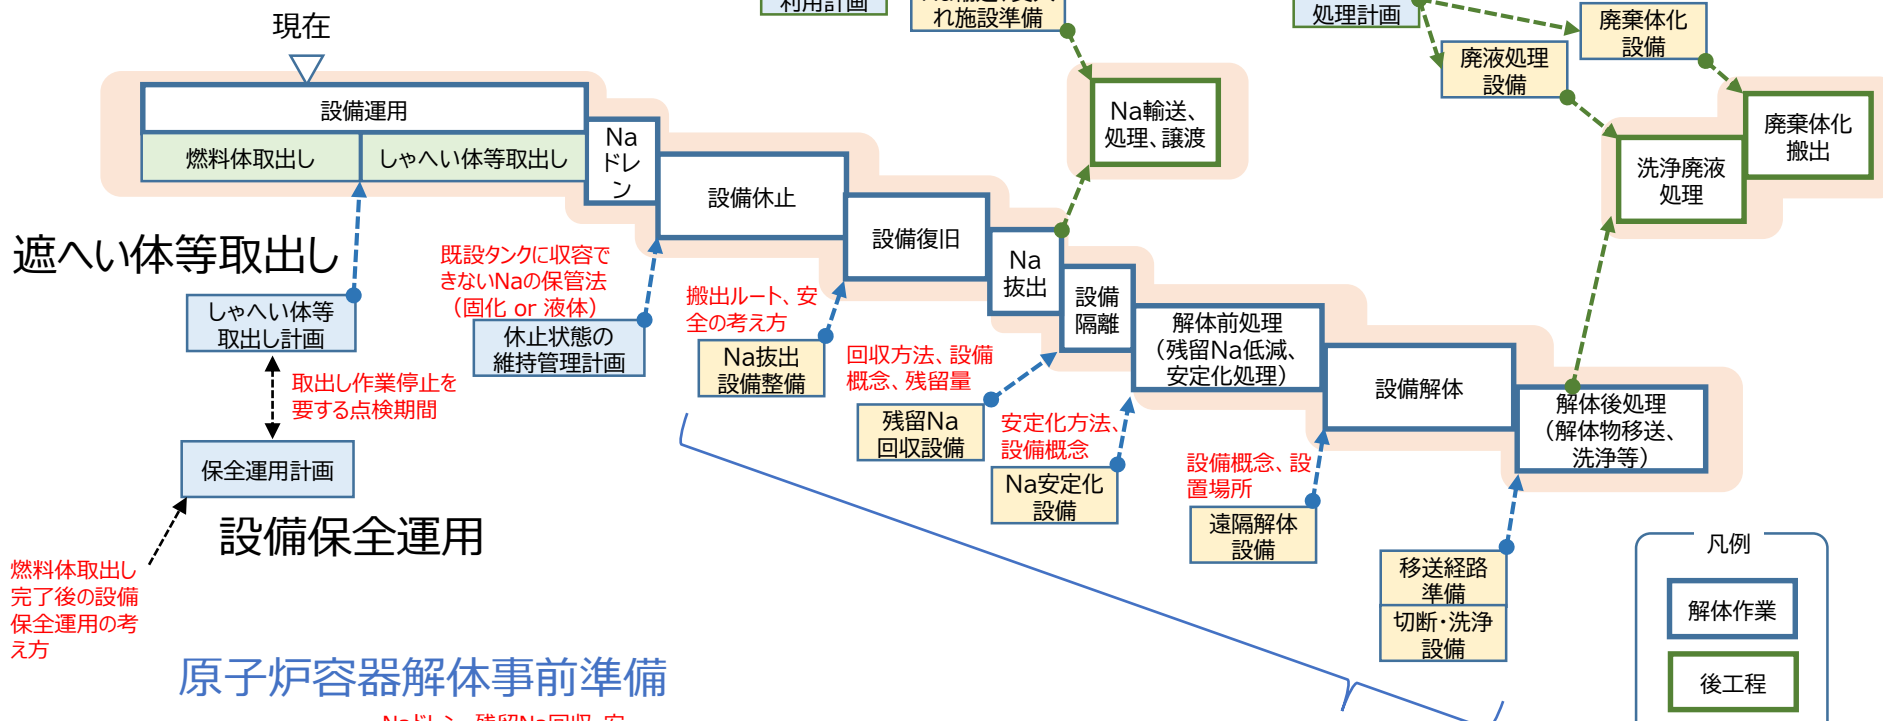 利用計画
れ施設準備
処理計画
廃棄体化
設備
廃液処理
設備
現在
設備運用
燃料体取出し
しゃへい体等取出し
Na
ドレ
ン
設備休止
設備復旧
Na
抜出
設備
隔離
解体前処理
（残留Na低減、
安定化処理）
設備解体
解体後処理
（解体物移送、
洗浄等）
Na輸送、
処理、譲渡
洗浄廃液
処理
廃棄体化
搬出
遮へい体等取出し
しゃへい体等
取出し計画
取出し作業停止を
要する点検期間
保全運用計画
設備保全運用
燃料体取出し
完了後の設備
保全運用の考
え方
既設タンクに収容で
きないNaの保管法
（固化 or 液体）
休止状態の
維持管理計画
搬出ルート、安
全の考え方
Na抜出
設備整備
回収方法、設備
概念、残留量
残留Na
回収設備
安定化方法、
設備概念
Na安定化
設備
設備概念、設
置場所
遠隔解体
設備
移送経路
準備
切断・洗浄
設備
原子炉容器解体事前準備
凡例
解体作業
後工程